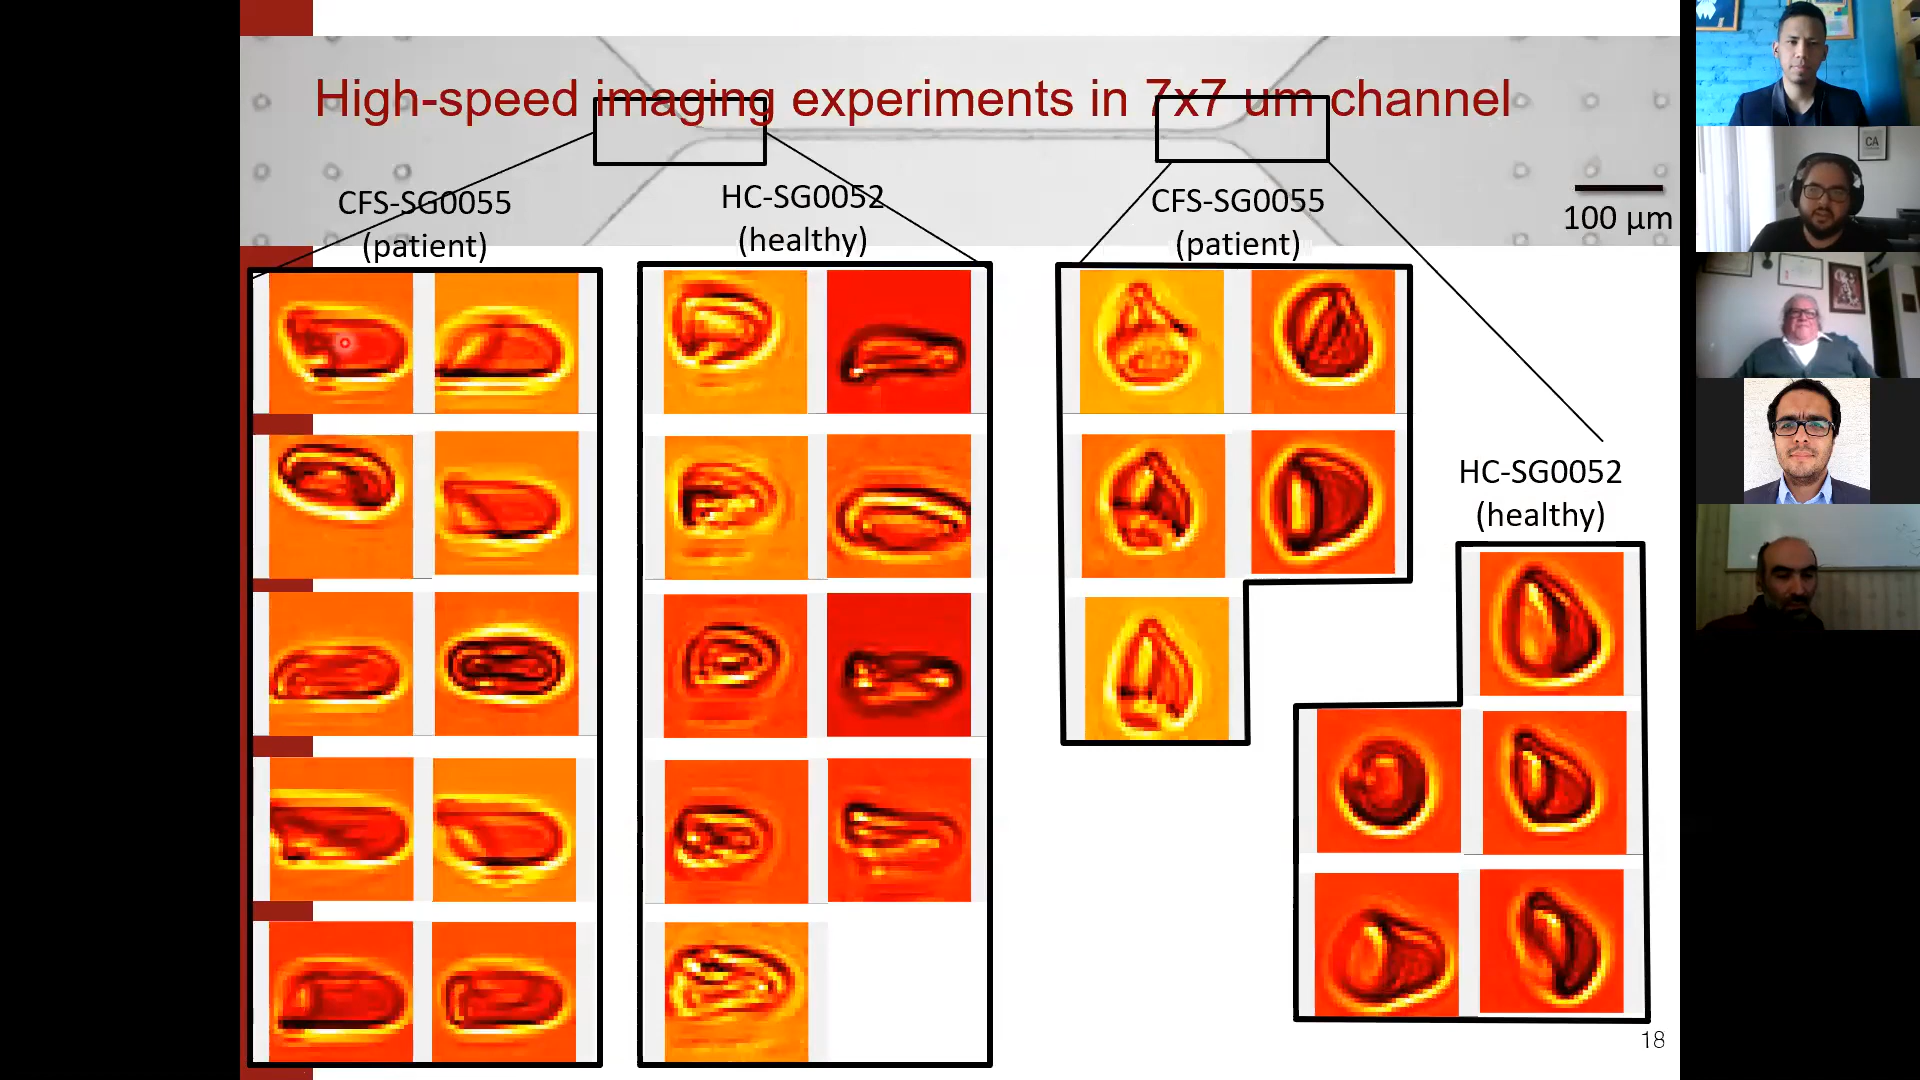 High-speed imaging experiments in 7x7 um channel
CFS-SG0055
(patient)
HC-SG0052
(healthy)
CFS-SG0055
(patient)
100 µm
HC-SG0052
(healthy)
18
CA